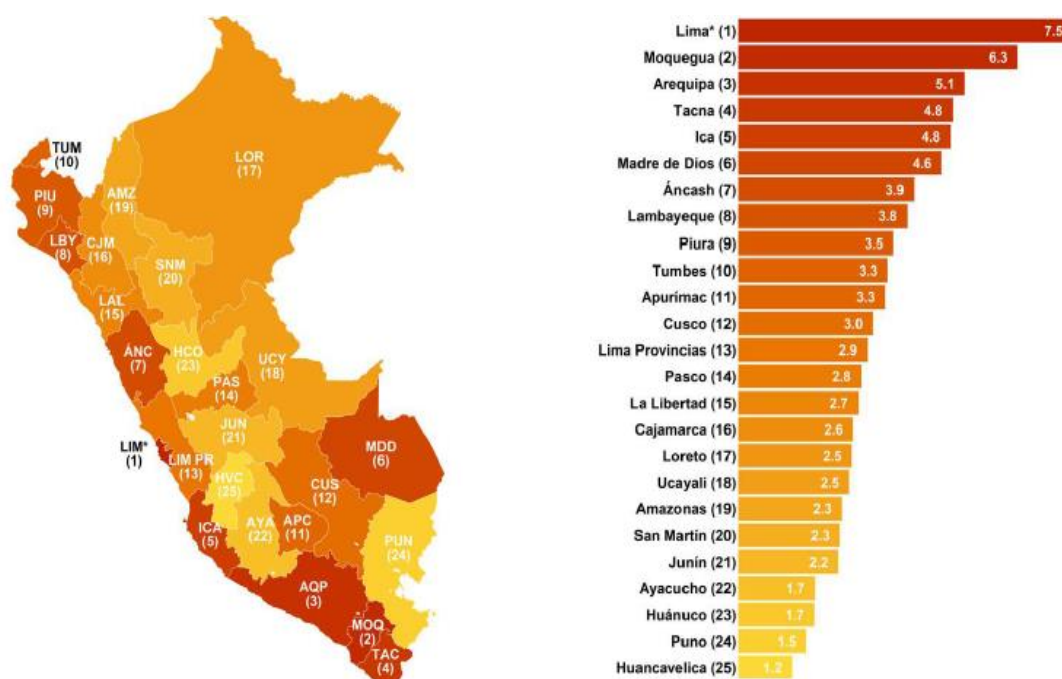 TUM
(10)
LOR
(17)
PIU
(9)
AMZ
(19)
LBY
(8)
CJM
(16)
SNM
(20)
LAL
(15)
ÁNC
(7)
HCO
(23)
UCY
(18)
PAS
(14)
JUN
(21)
LIM*
(1)
LIM PR
(13)
MDD
(6)
HVC
(25)
CUS
(12)
ICA
(5)
AYA
(22)
APC
(11)
PUN
(24)
AQP
(3)
MOQ
(2)
TAC
(4)
Lima* (1) 7.5
Moquegua (2) 6.3
Arequipa (3) 5.1
Tacna (4) 4.8
Ica (5) 4.8
Madre de Dios (6) 4.6
Áncash (7) 3.9
Lambayeque (8) 3.8
Piura (9) 3.5
Tumbes (10) 3.3
Apurímac (11) 3.3
Cusco (12) 3.0
Lima Provincias (13) 2.9
Pasco (14) 2.8
La Libertad (15) 2.7
Cajamarca (16) 2.6
Loreto (17) 2.5
Ucayali (18) 2.5
Amazonas (19) 2.3
San Martín (20) 2.3
Junín (21) 2.2
Ayacucho (22) 1.7
Huánuco (23) 1.7
Puno (24) 1.5
Huancavelica (25) 1.2